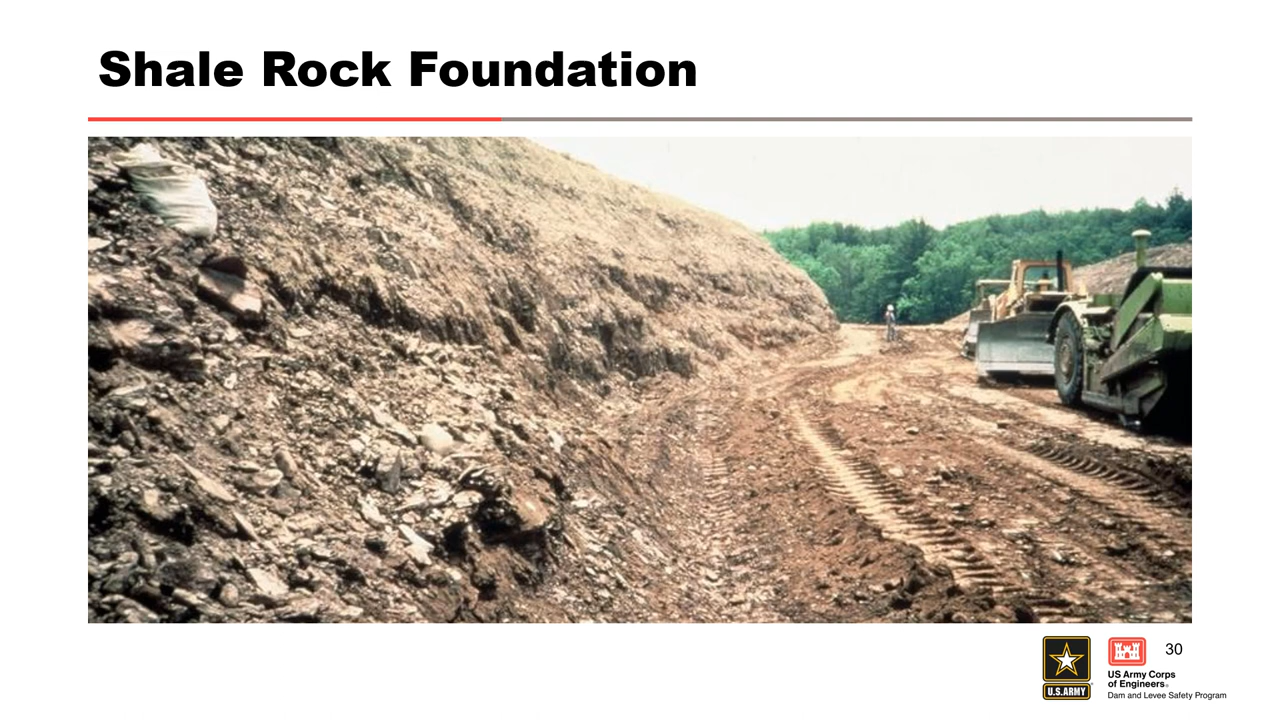 Shale Rock Foundation
30
U.S.ARMY
US Army Corps
of Engineers®
Dam and Levee Safety Program